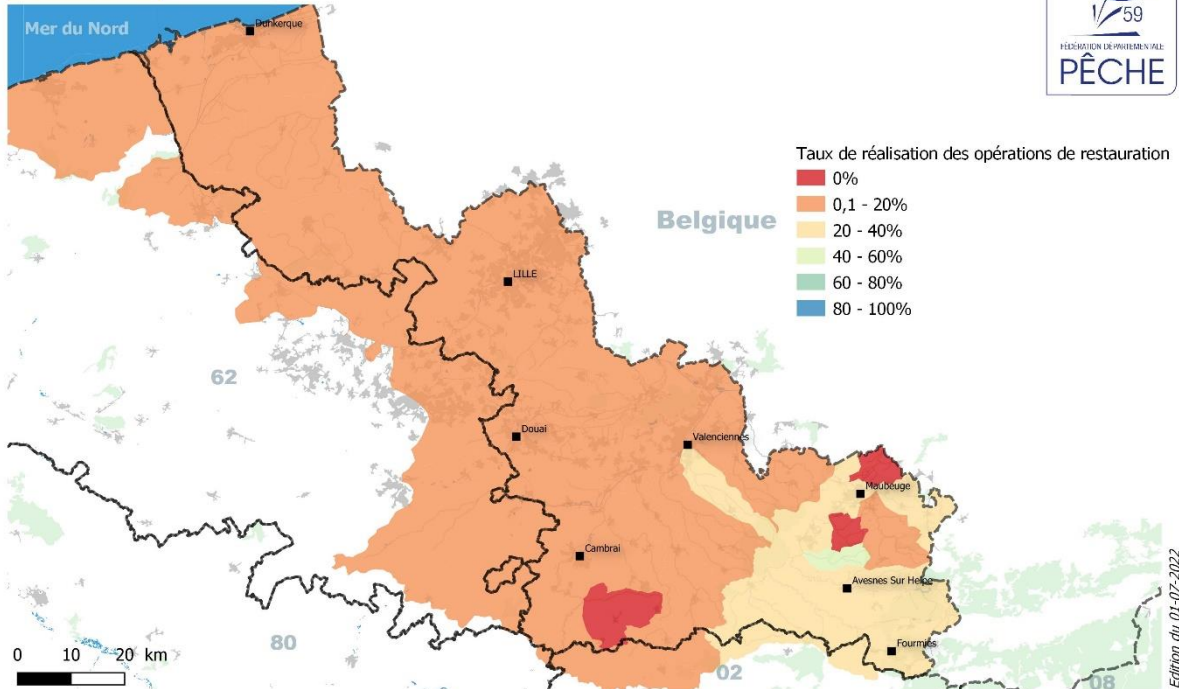 Mer du Nord
Dunkerque
59
FÉDÉRATION DÉPARTEMENTALE
PÊCHE
Taux de réalisation des opérations de restauration
0%
0,1 - 20%
20 - 40%
40 - 60%
60 - 80%
80 - 100%
Belgique
LILLE
62
Douai
Valenciennes
Maubeuge
Cambrai
Avesnes Sur Helpe
Fourmies
80
02
08
0 10 20 km
Edition du 01-07-2022